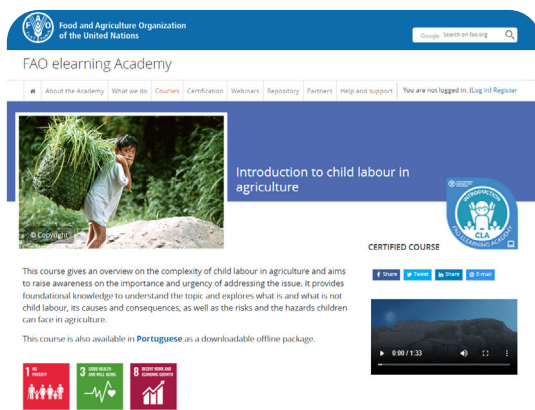 Food and Agriculture Organization
of the United Nations
Google Search on fao.org
FAO elearning Academy
About the Academy What we do Courses Certification Webinars Repository Partners Help and support You are not logged in. (Log in) Register
Introduction to child labour in
agriculture
© Copyright
INTRODUCTION
CLA
FAO ELEARNING ACADEMY
CERTIFIED COURSE
Share Tweet Share E-mail
This course gives an overview on the complexity of child labour in agriculture and aims
to raise awareness on the importance and urgency of addressing the issue. It provides
foundational knowledge to understand the topic and explores what is and what is not
child labour, its causes and consequences, as well as the risks and the hazards children
can face in agriculture.
This course is also available in Portuguese as a downloadable offline package.
0:00 / 1:33
1 NO
POVERTY
3 GOOD HEALTH
AND WELL-BEING
8 DECENT WORK AND
ECONOMIC GROWTH